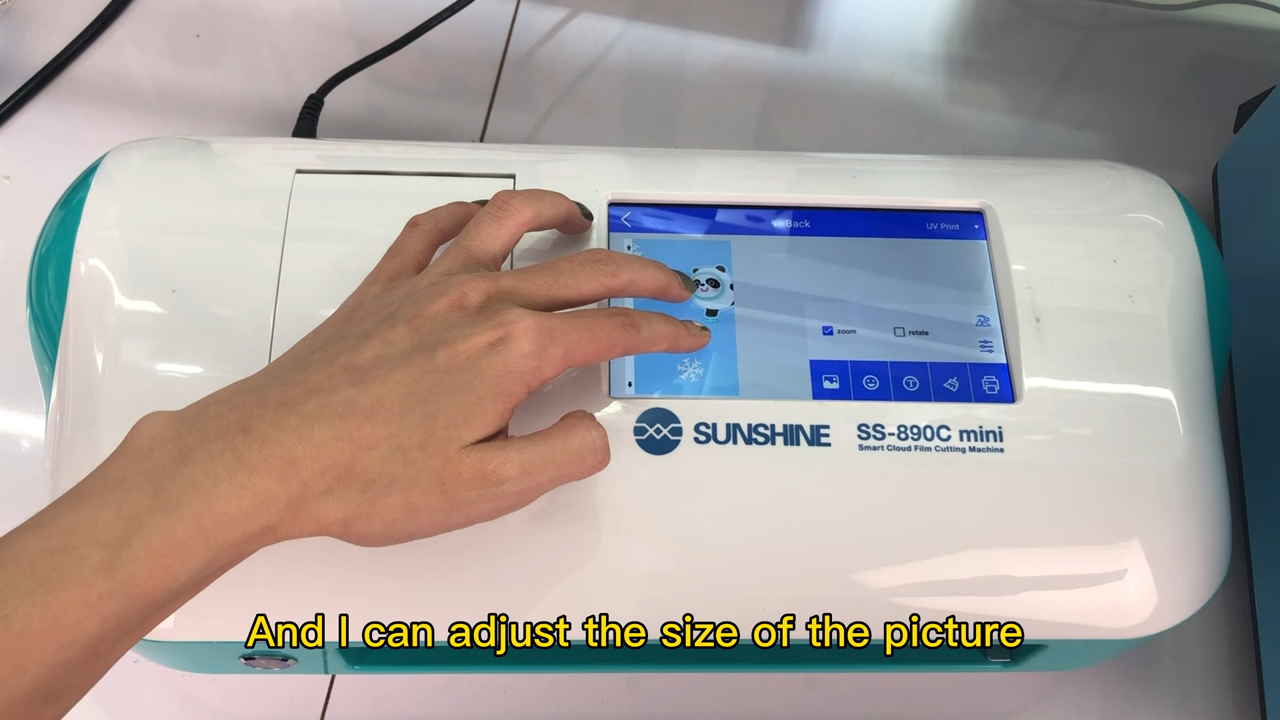 Back
UV Print
zoom
rotate
T
SUNSHINE
SS-890C mini
Smart Cloud Film Cutting Machine
And I can adjust the size of the picture